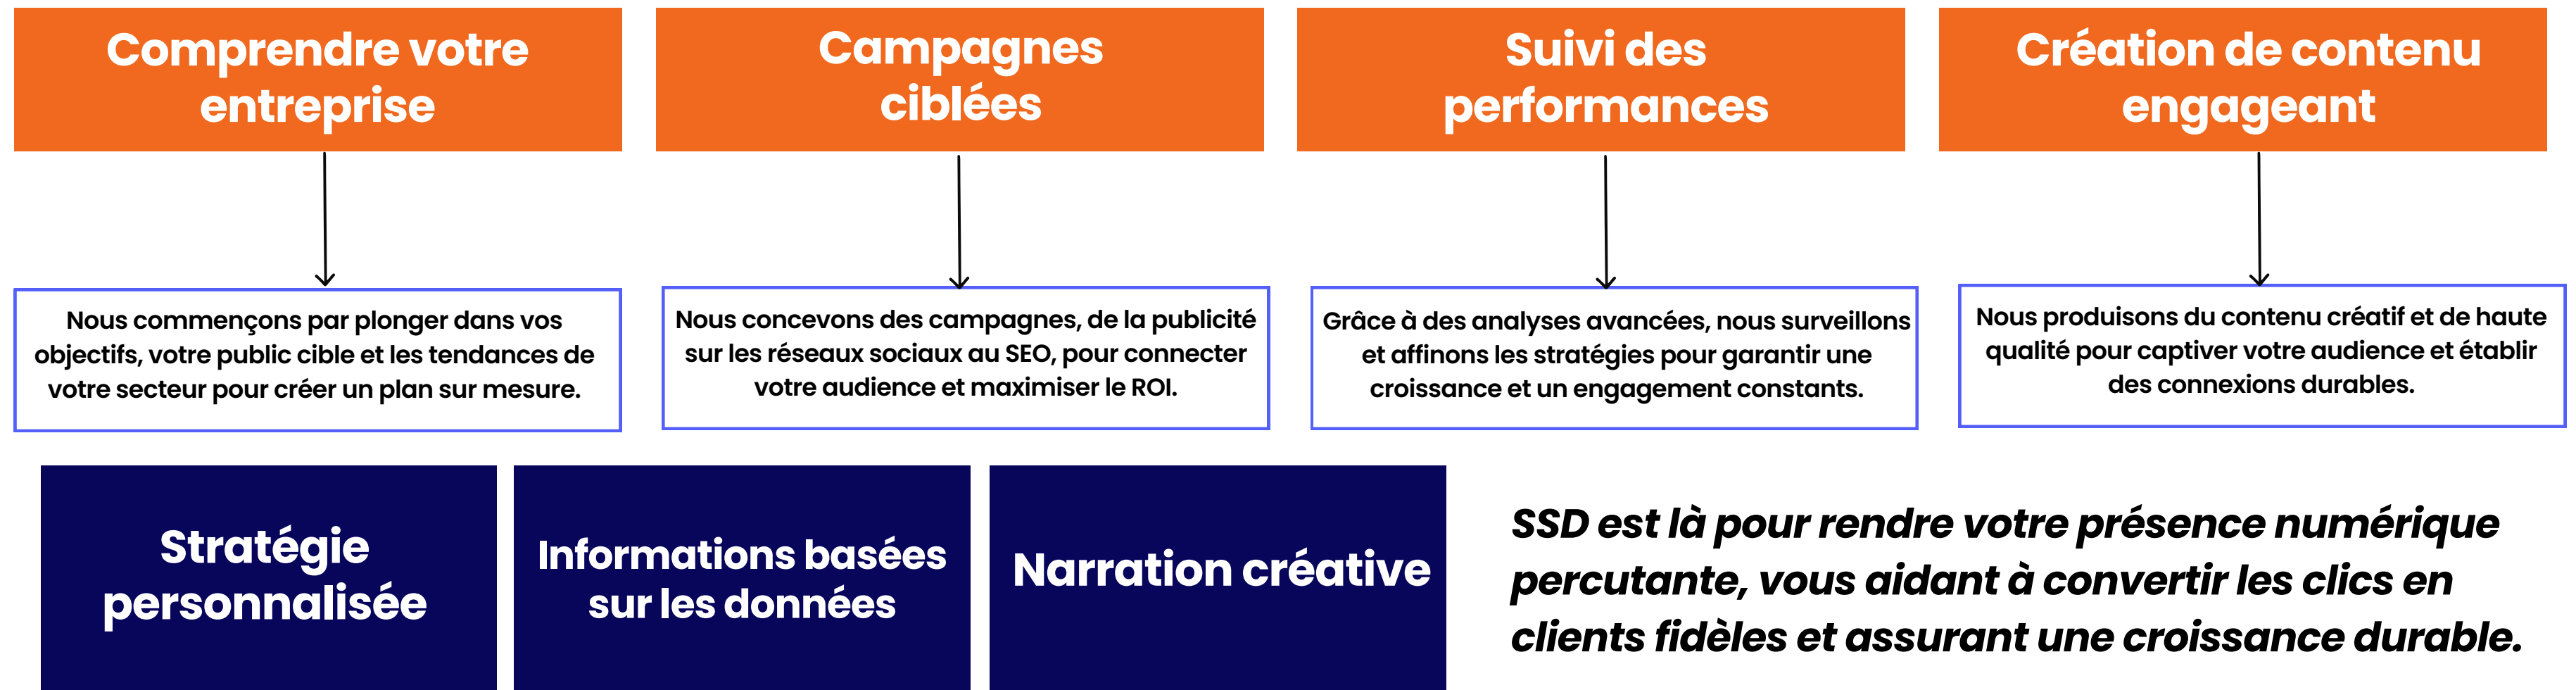 Comprendre votre
entreprise
Campagnes
ciblées
Suivi des
performances
Création de contenu
engageant
Nous commençons par plonger dans vos
objectifs, votre public cible et les tendances de
votre secteur pour créer un plan sur mesure.
Nous concevons des campagnes, de la publicité
sur les réseaux sociaux au SEO, pour connecter
votre audience et maximiser le ROI.
Grâce à des analyses avancées, nous surveillons
et affinons les stratégies pour garantir une
croissance et un engagement constants.
Nous produisons du contenu créatif et de haute
qualité pour captiver votre audience et établir
des connexions durables.
Stratégie
personnalisée
Informations basées
sur les données
Narration créative
SSD est là pour rendre votre présence numérique
percutante, vous aidant à convertir les clics en
clients fidèles et assurant une croissance durable.